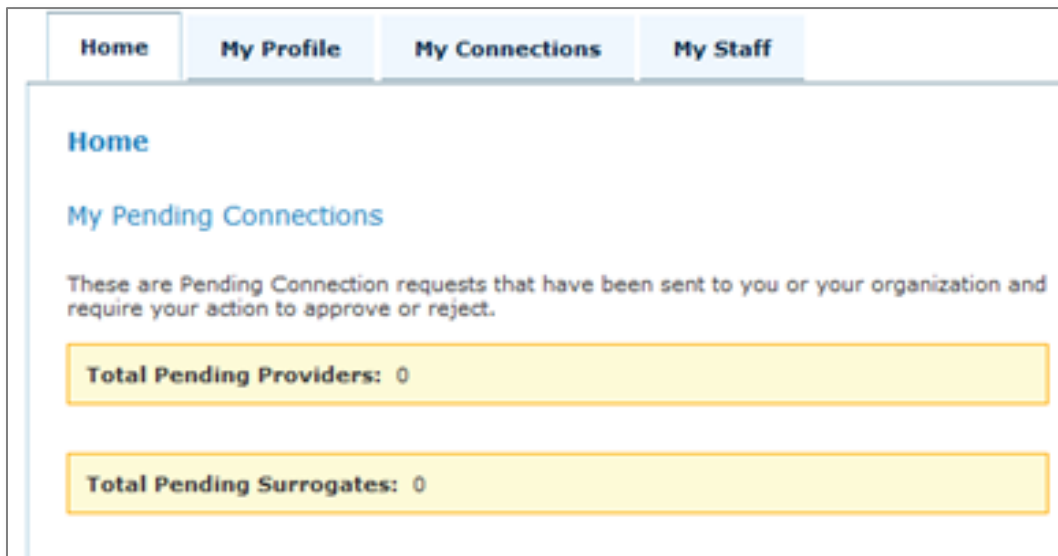 Home My Profile My Connections My Staff
Home
My Pending Connections
These are Pending Connection requests that have been sent to you or your organization and
require your action to approve or reject.
Total Pending Providers: 0
Total Pending Surrogates: 0